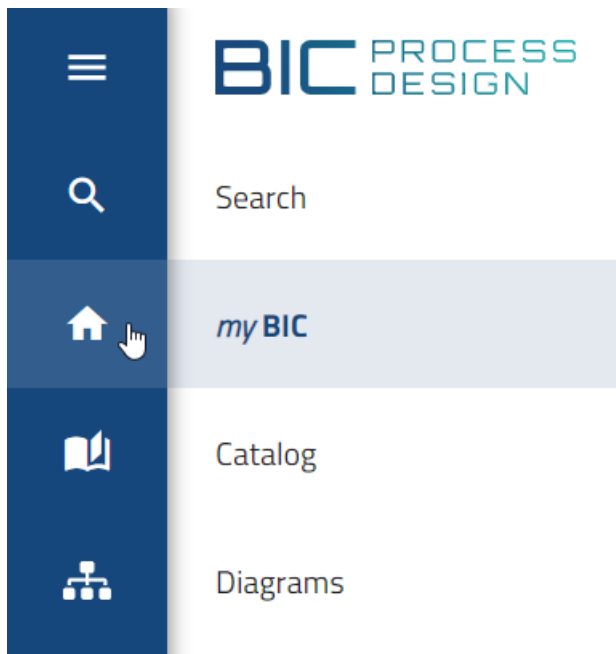 BIC PROCESS
DESIGN
Search
my BIC
Catalog
Diagrams